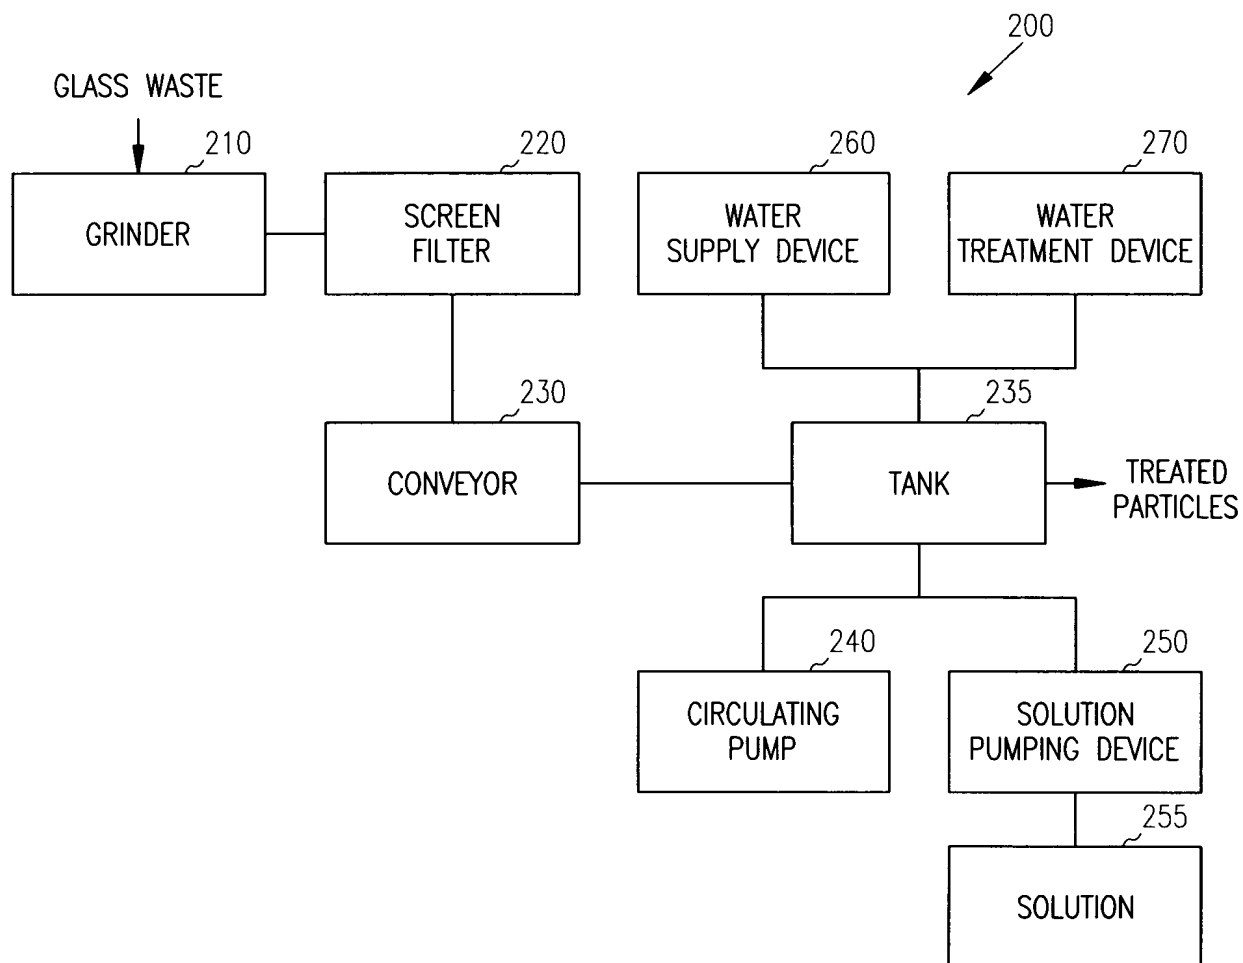 200
GLASS WASTE
210
220
260
270
GRINDER
SCREEN
FILTER
WATER
SUPPLY DEVICE
WATER
TREATMENT DEVICE
230
235
CONVEYOR
TANK
TREATED
PARTICLES
240
250
CIRCULATING
PUMP
SOLUTION
PUMPING DEVICE
255
SOLUTION